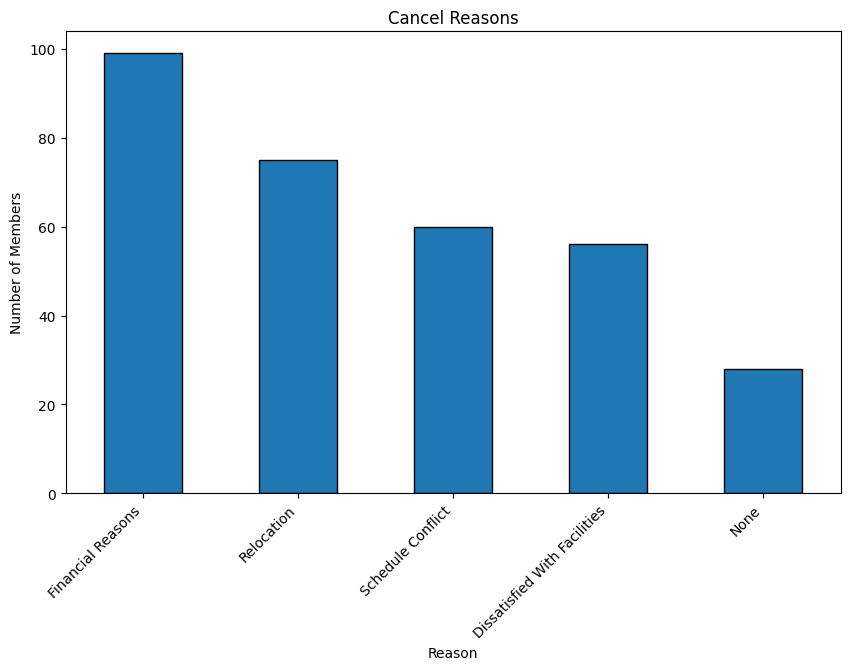 Cancel Reasons
100
80
60
40
20
0
Number of Members
Financial Reasons
Relocation
Schedule Conflict
Dissatisfied With Facilities
None
Reason